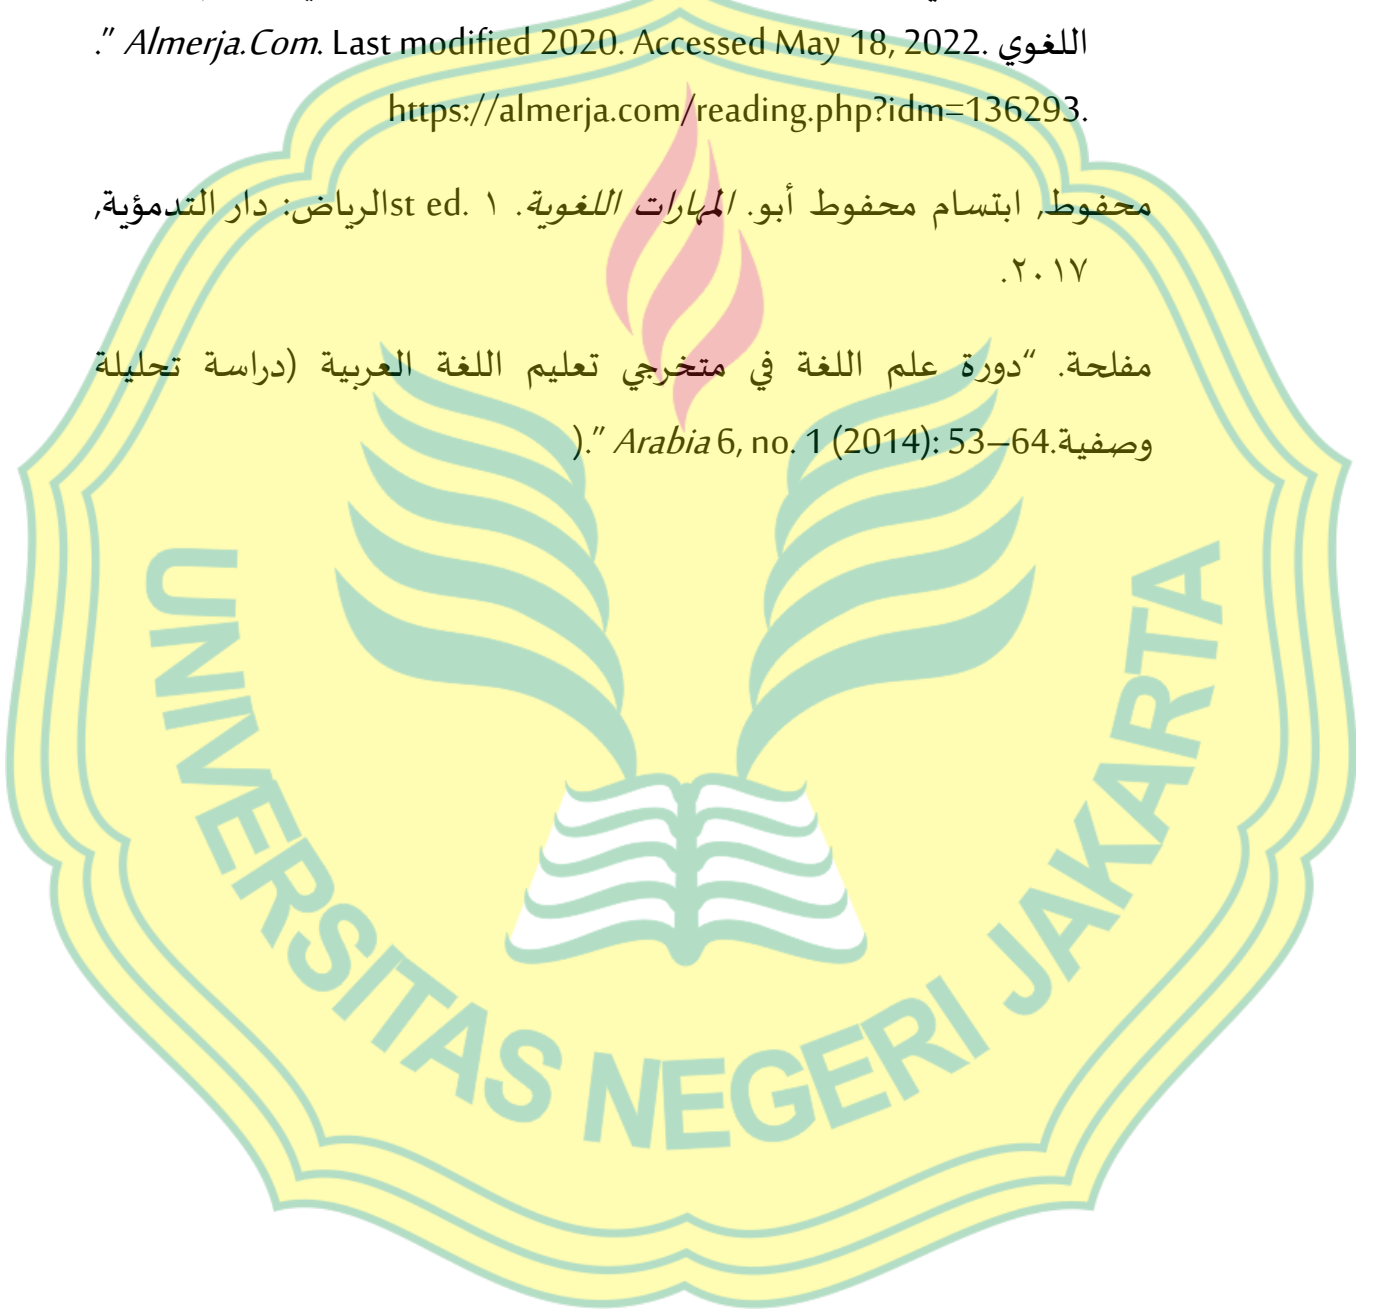 اللغوي." Almerja.Com. Last modified 2020. Accessed May 18, 2022.
https://almerja.com/reading.php?idm=136293.
محفوط, ابتسام محفوط أبو. المهارات اللغوية. ١st ed. الرياض: دار التدمؤية,
٢٠١٧.
مفلحة. “دورة علم اللغة في متخرجي تعليم اللغة العربية (دراسة تحليلة
وصفية).” Arabia 6, no. 1 (2014): 53–64.
UNIVERSITAS NEGERI JAKARTA